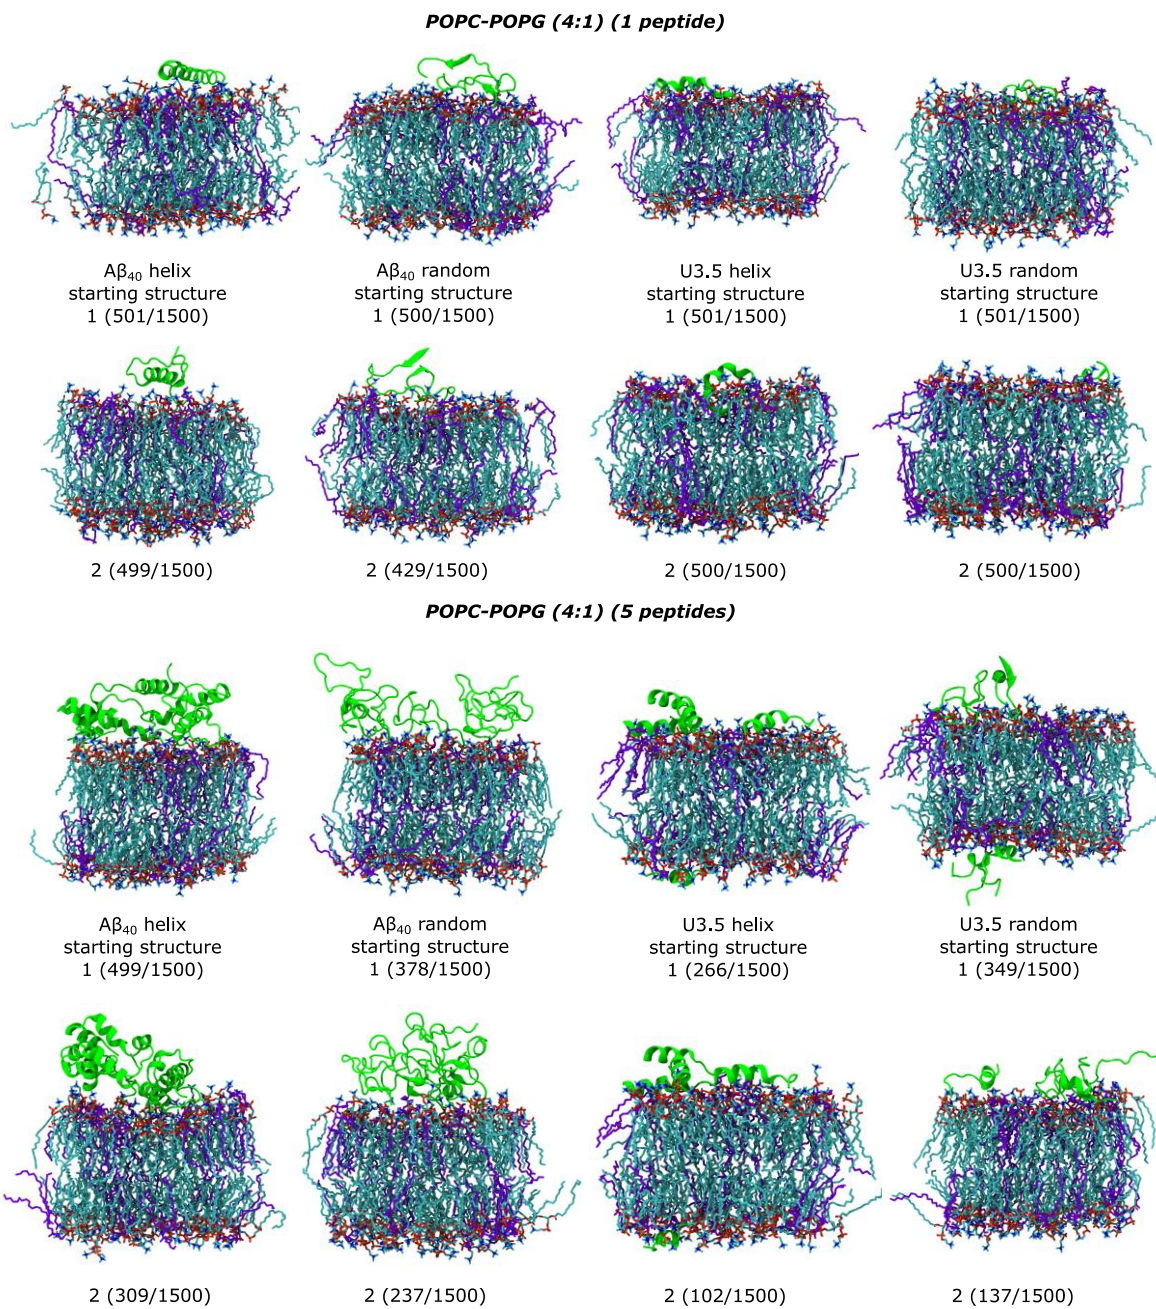 POPC-POPG (4:1) (1 peptide)
Aβ₄₀ helix
starting structure
1 (501/1500)
Aβ₄₀ random
starting structure
1 (500/1500)
U3.5 helix
starting structure
1 (501/1500)
U3.5 random
starting structure
1 (501/1500)
2 (499/1500)
2 (429/1500)
2 (500/1500)
2 (500/1500)
POPC-POPG (4:1) (5 peptides)
Aβ₄₀ helix
starting structure
1 (499/1500)
Aβ₄₀ random
starting structure
1 (378/1500)
U3.5 helix
starting structure
1 (266/1500)
U3.5 random
starting structure
1 (349/1500)
2 (309/1500)
2 (237/1500)
2 (102/1500)
2 (137/1500)